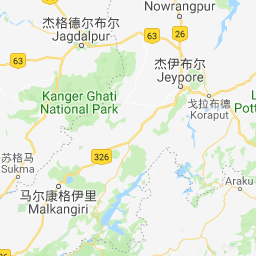 Nowrangpur
杰格德尔布尔
Jagdalpur
63
26
63
杰伊布尔
Jeypore
Kanger Ghati
National Park
戈拉布德
Koraput
L
Pott
326
苏格马
Sukma
马尔康格伊里
Malkangiri
Araku